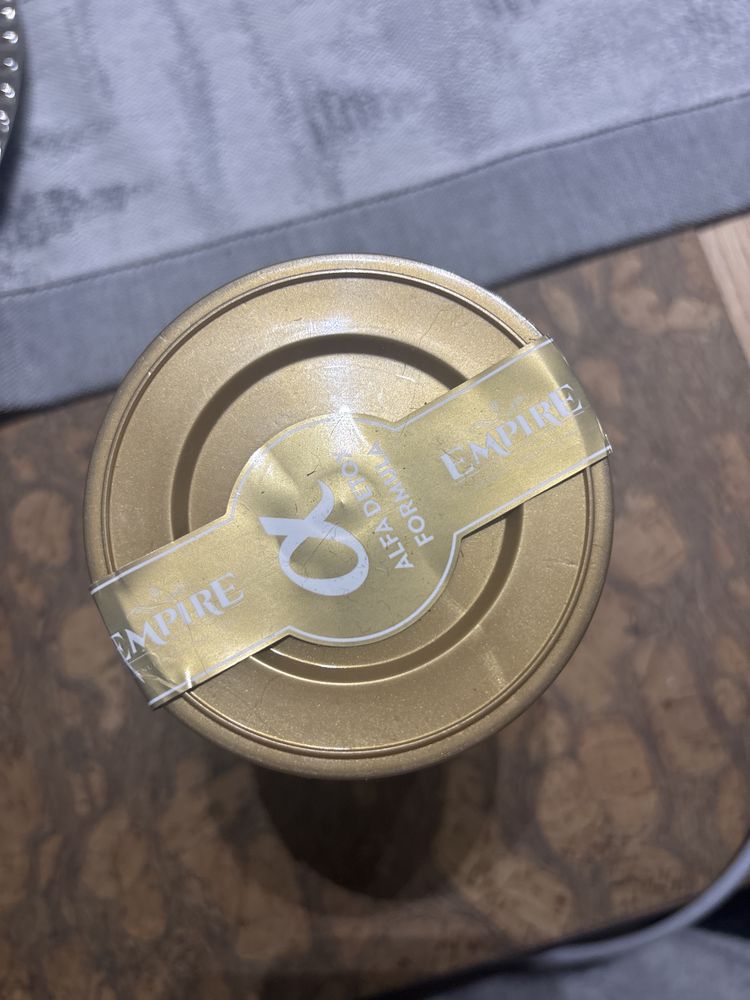 EMPIRE
α
ALFA DETOX
FORMULA
EMPIRE